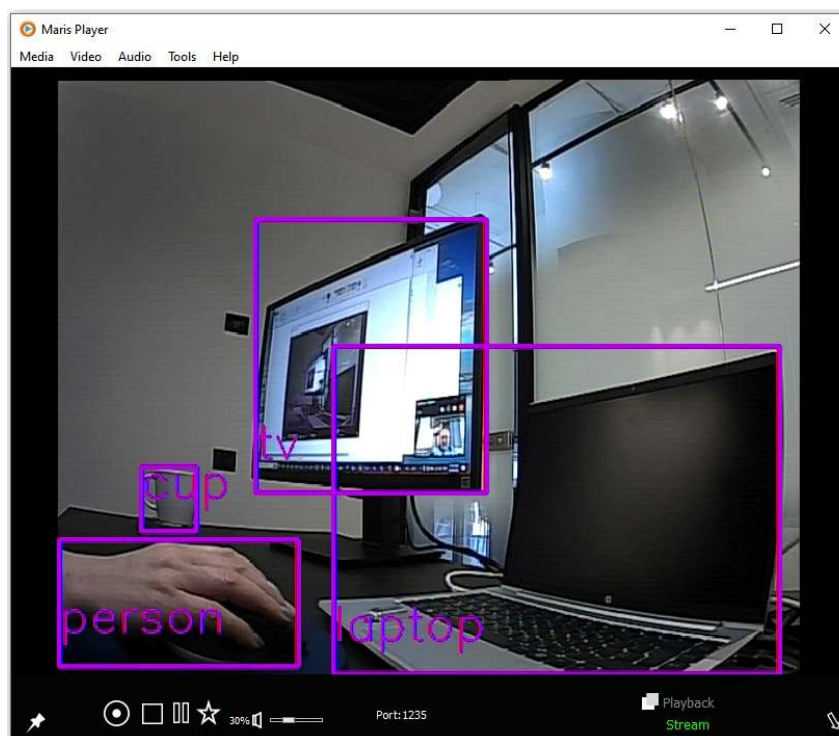 Maris Player
Media Video Audio Tools Help
tv
cup
person
laptop
30%
Port:1235
Playback
Stream